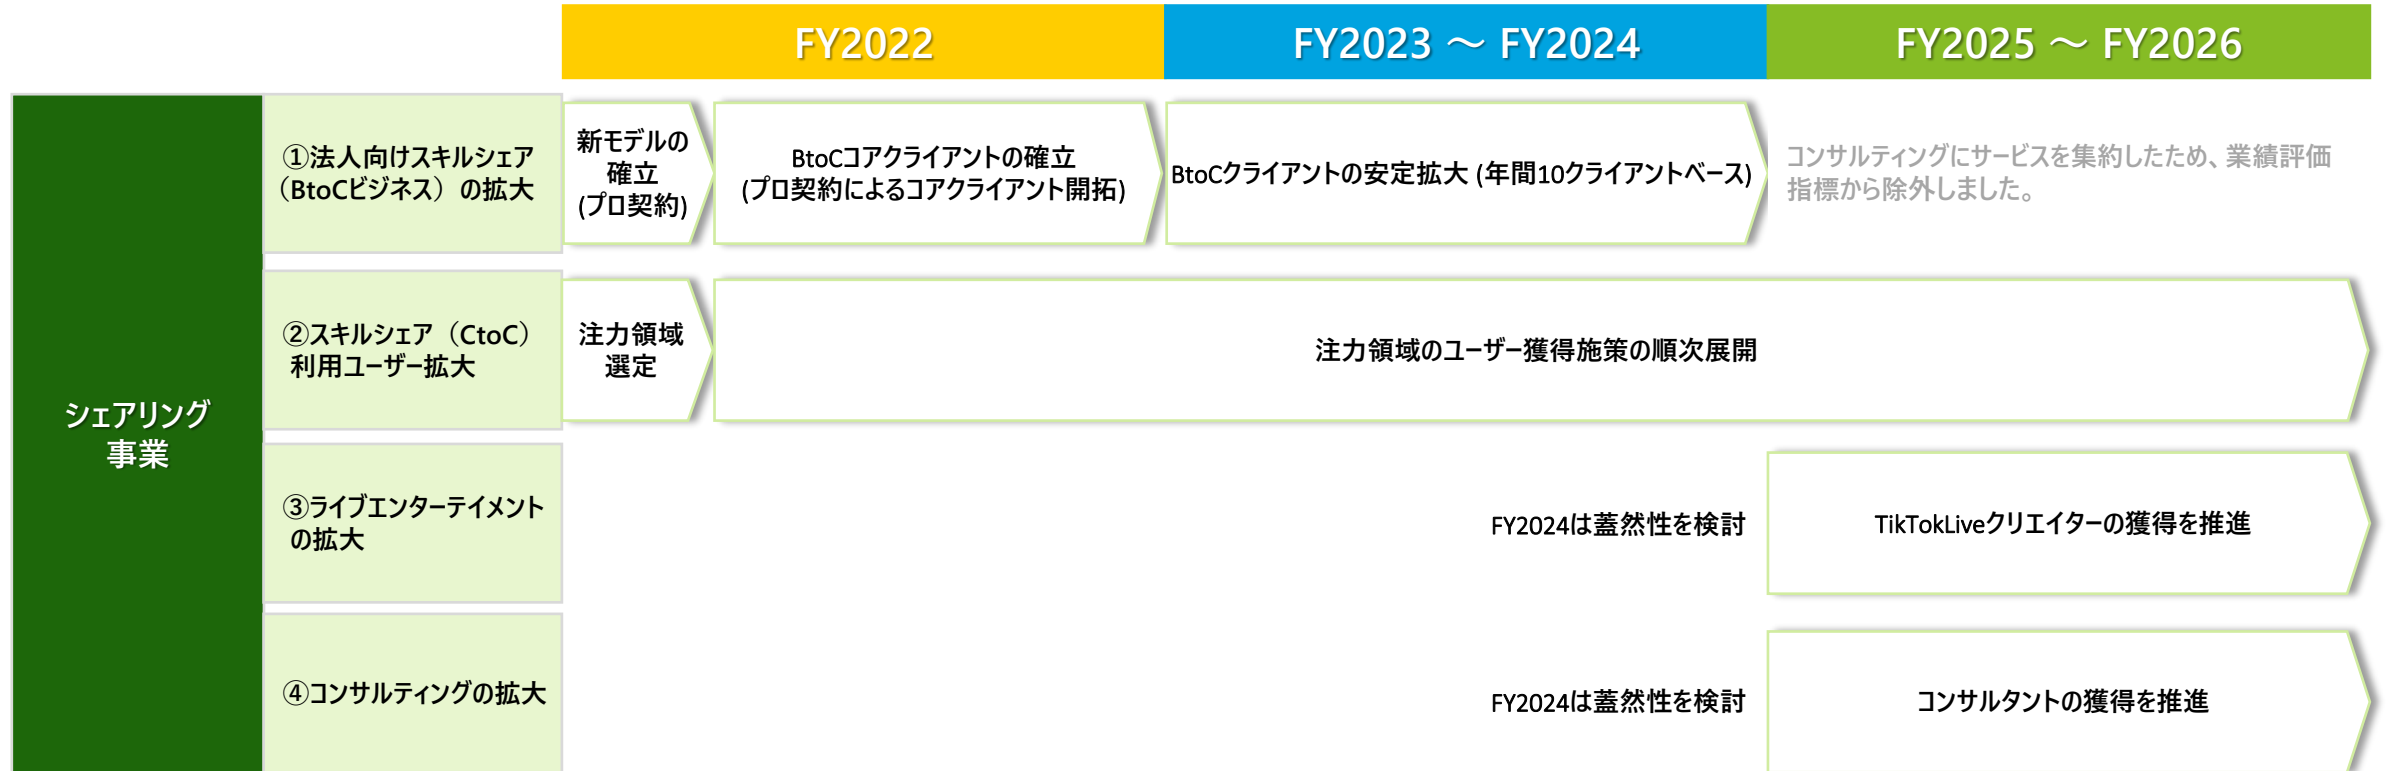 FY2022
FY2023 ～ FY2024
FY2025 ～ FY2026
シェアリング
事業
①法人向けスキルシェア
（BtoCビジネス）の拡大
新モデルの
確立
(プロ契約)
BtoCコアクライアントの確立
(プロ契約によるコアクライアント開拓)
BtoCクライアントの安定拡大 (年間10クライアントベース)
コンサルティングにサービスを集約したため、業績評価
指標から除外しました。
②スキルシェア（CtoC）
利用ユーザー拡大
注力領域
選定
注力領域のユーザー獲得施策の順次展開
③ライブエンターテイメント
の拡大
FY2024は蓋然性を検討
TikTokLiveクリエイターの獲得を推進
④コンサルティングの拡大
FY2024は蓋然性を検討
コンサルタントの獲得を推進